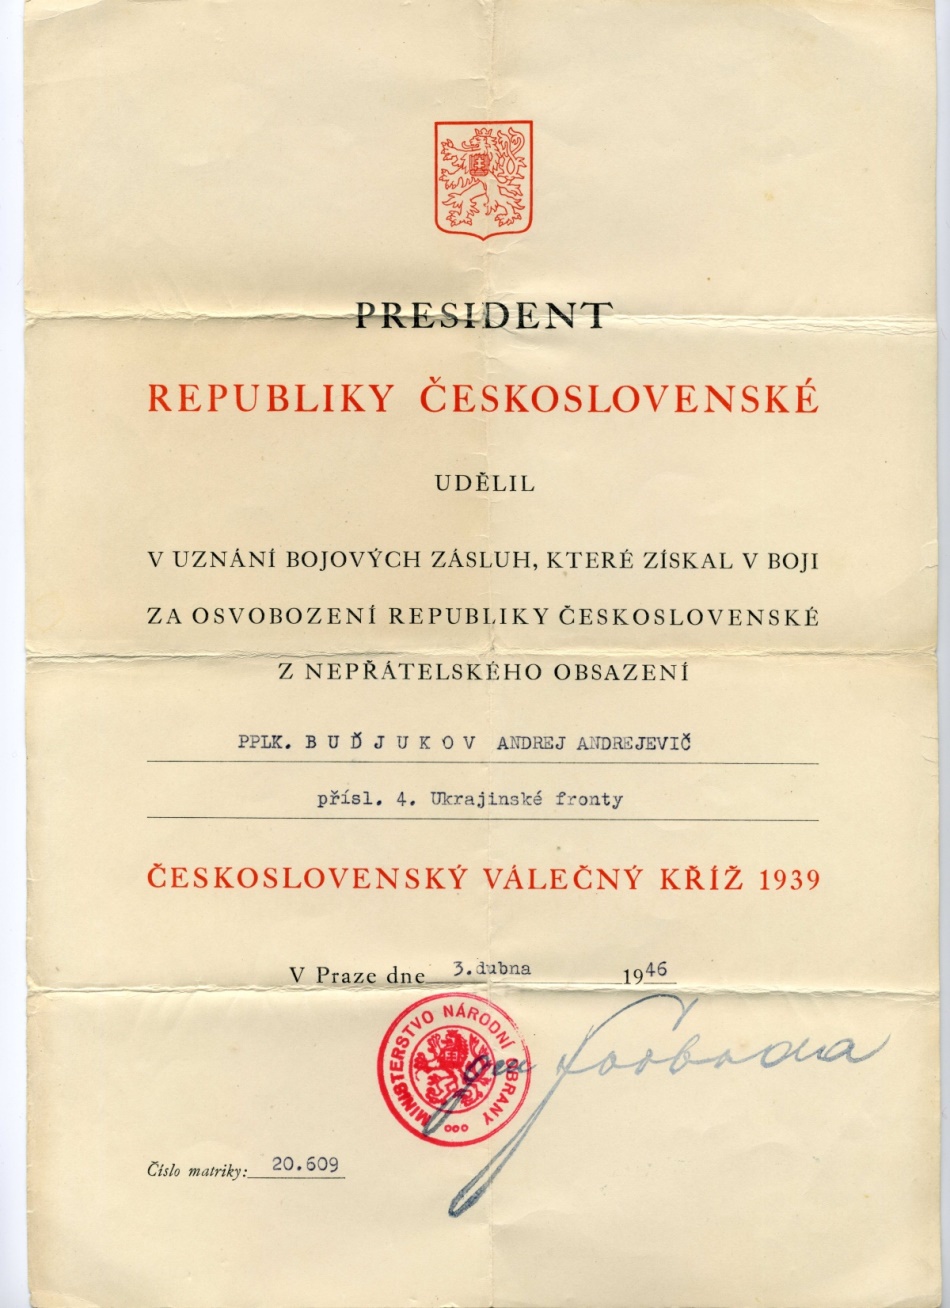 PRESIDENT
REPUBLIKY ČESKOSLOVENSKÉ
UDĚLIL
V UZNÁNÍ BOJOVÝCH ZÁSLUH, KTERÉ ZÍSKAL V BOJI
ZA OSVOBOZENÍ REPUBLIKY ČESKOSLOVENSKÉ
Z NEPŘÁTELSKÉHO OBSAZENÍ
PPLK. B U Ď J U K O V ANDREJ ANDREJEVIČ
přísl. 4. Ukrajinské fronty
ČESKOSLOVENSKÝ VÁLEČNÝ KŘÍŽ 1939
V Praze dne 3.dubna 1946
MINISTERSTVO NÁRODNÍ OBRANY
gen Svoboda
Číslo matriky: 20.609